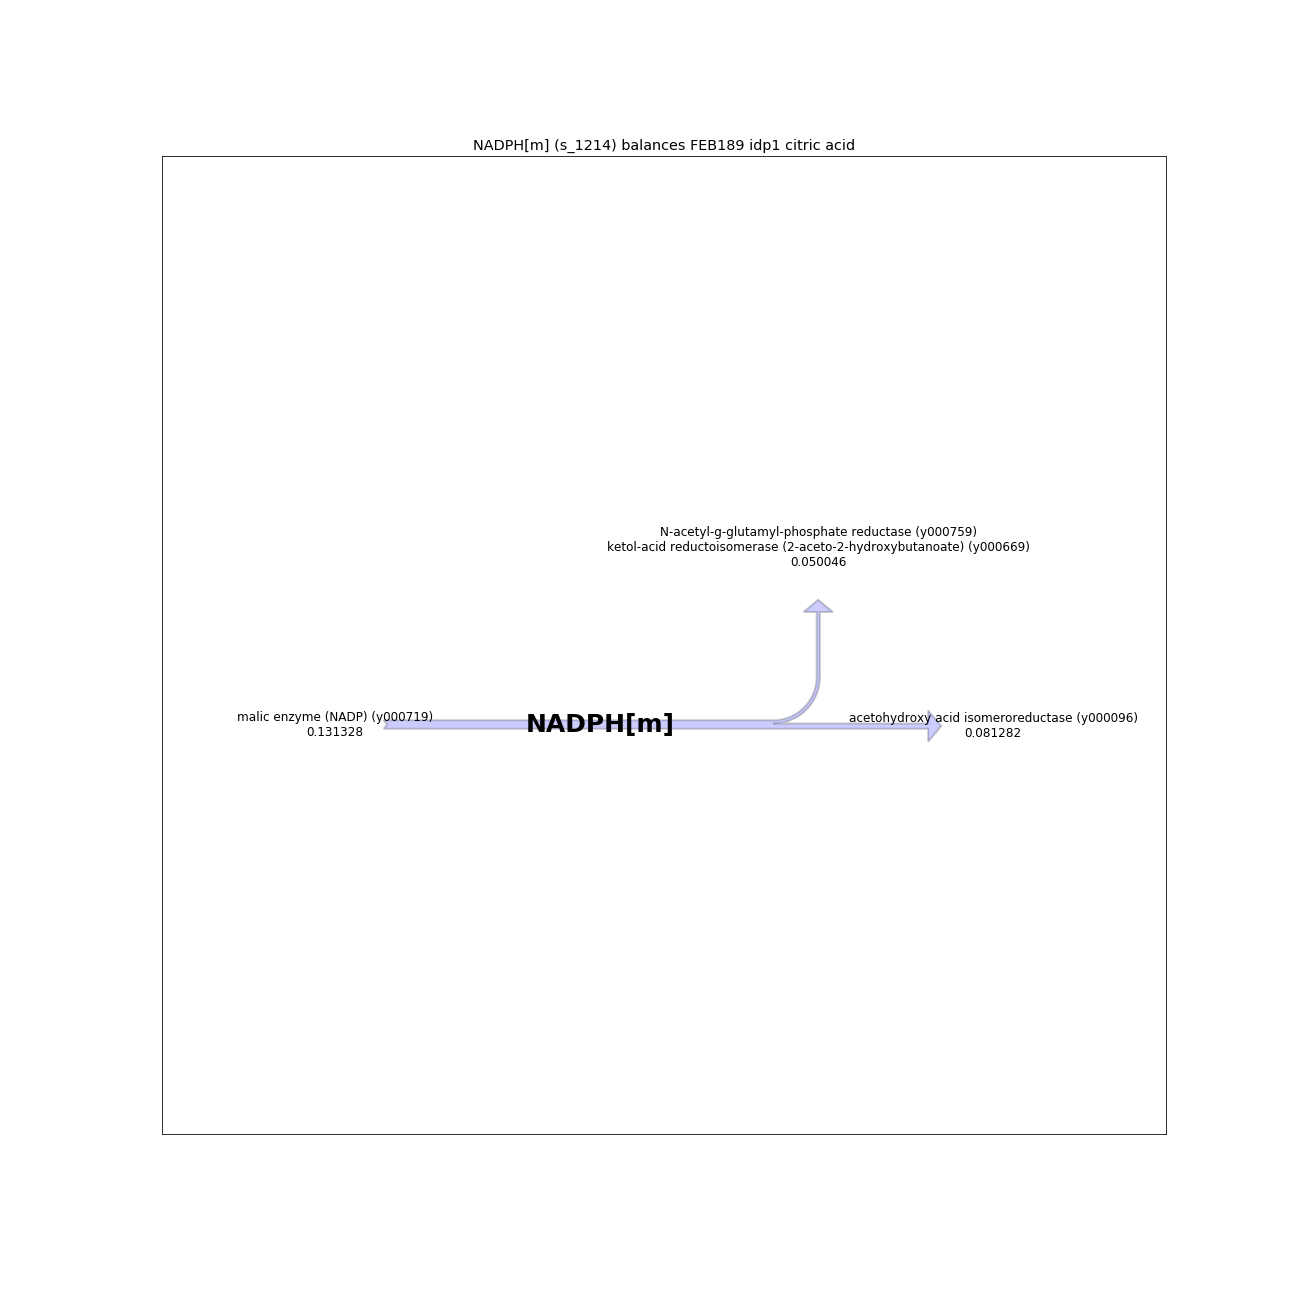 NADPH[m] (s_1214) balances FEB189 idp1 citric acid
N-acetyl-g-glutamyl-phosphate reductase (y000759)
ketol-acid reductoisomerase (2-aceto-2-hydroxybutanoate) (y000669)
0.050046
malic enzyme (NADP) (y000719)
0.131328
NADPH[m]
acetohydroxy acid isomeroreductase (y000096)
0.081282